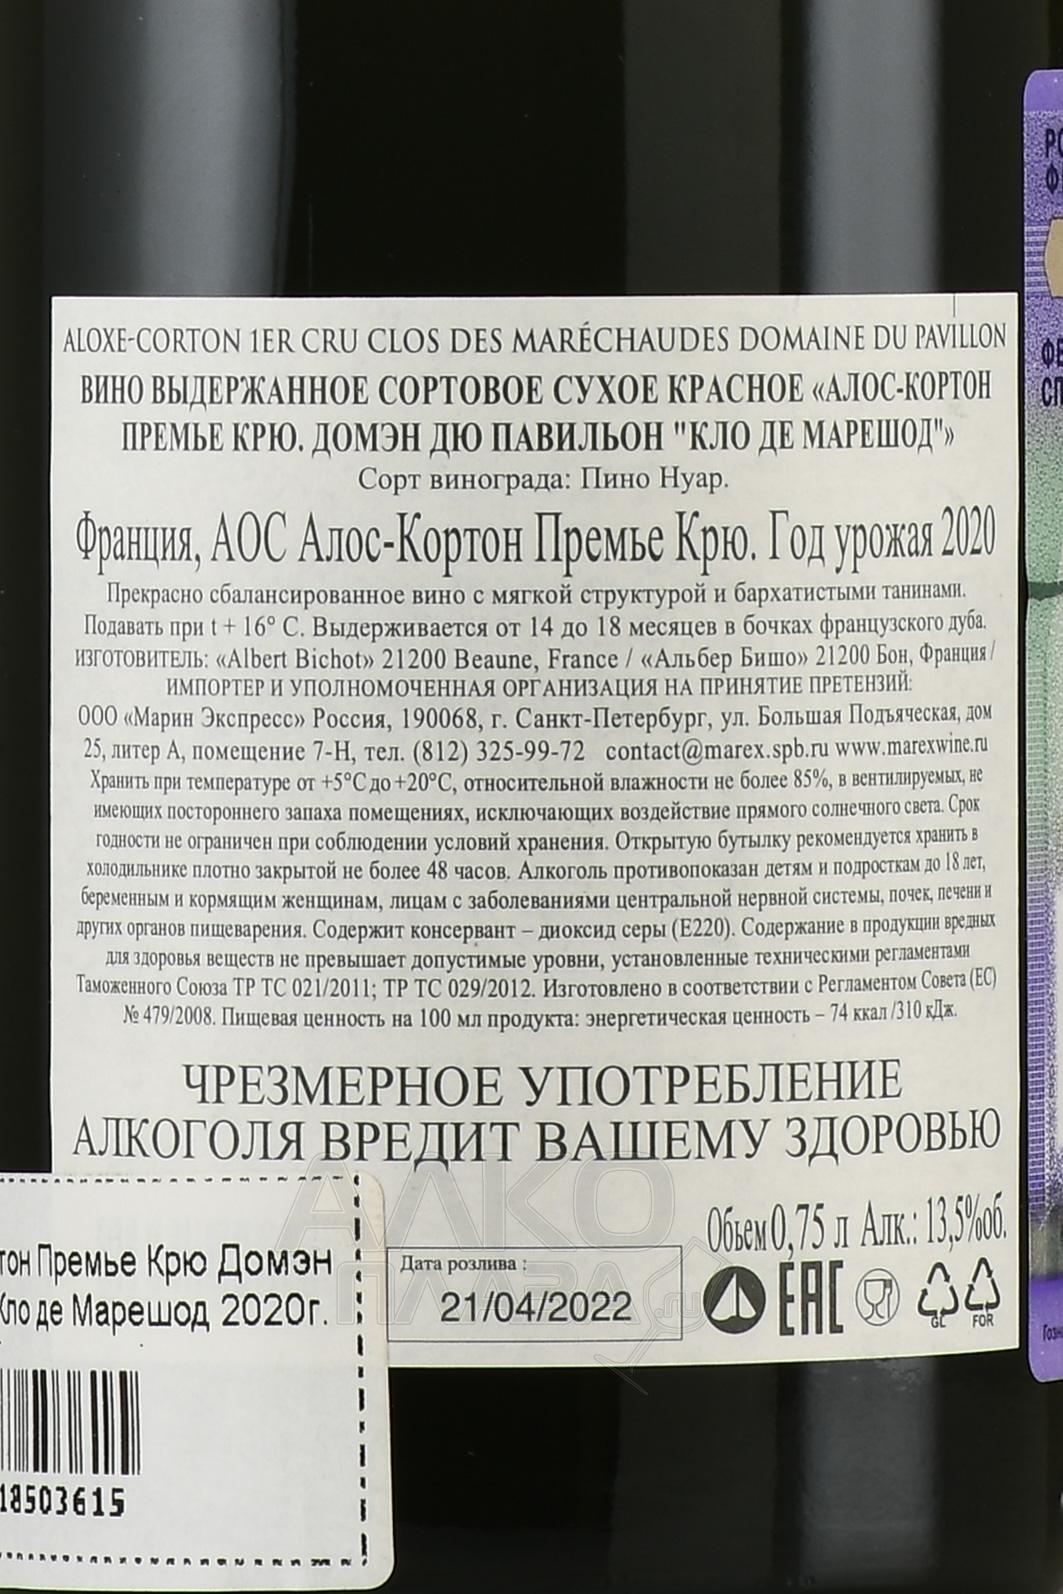 ALOXE-CORTON 1ER CRU CLOS DES MARÉCHAUDES DOMAINE DU PAVILLON
ВИНО ВЫДЕРЖАННОЕ СОРТОВОЕ СУХОЕ КРАСНОЕ «АЛОС-КОРТОН
ПРЕМЬЕ КРЮ. ДОМЭН ДЮ ПАВИЛЬОН "КЛО ДЕ МАРЕШОД"»
Сорт винограда: Пино Нуар.
Франция, АОС Алос-Кортон Премье Крю. Год урожая 2020
Прекрасно сбалансированное вино с мягкой структурой и бархатистыми танинами.
Подавать при t + 16° С. Выдерживается от 14 до 18 месяцев в бочках французского дуба.
ИЗГОТОВИТЕЛЬ: «Albert Bichot» 21200 Beaune, France / «Альбер Бишо» 21200 Бон, Франция /
ИМПОРТЕР И УПОЛНОМОЧЕННАЯ ОРГАНИЗАЦИЯ НА ПРИНЯТИЕ ПРЕТЕНЗИЙ:
ООО «Марин Экспресс» Россия, 190068, г. Санкт-Петербург, ул. Большая Подъяческая, дом
25, литер А, помещение 7-Н, тел. (812) 325-99-72 contact@marex.spb.ru www.marexwine.ru
Хранить при температуре от +5°С до +20°С, относительной влажности не более 85%, в вентилируемых, не
имеющих постороннего запаха помещениях, исключающих воздействие прямого солнечного света. Срок
годности не ограничен при соблюдении условий хранения. Открытую бутылку рекомендуется хранить в
холодильнике плотно закрытой не более 48 часов. Алкоголь противопоказан детям и подросткам до 18 лет,
беременным и кормящим женщинам, лицам с заболеваниями центральной нервной системы, почек, печени и
других органов пищеварения. Содержит консервант – диоксид серы (Е220). Содержание в продукции вредных
для здоровья веществ не превышает допустимые уровни, установленные техническими регламентами
Таможенного Союза ТР ТС 021/2011; ТР ТС 029/2012. Изготовлено в соответствии с Регламентом Совета (ЕС)
№ 479/2008. Пищевая ценность на 100 мл продукта: энергетическая ценность – 74 ккал /310 кДж.
ЧРЕЗМЕРНОЕ УПОТРЕБЛЕНИЕ
АЛКОГОЛЯ ВРЕДИТ ВАШЕМУ ЗДОРОВЬЮ
Объем 0,75 л Алк.: 13,5%об.
Дата розлива :
21/04/2022
EAC
GL FOR
тон Премье Крю Домэн
Кло де Марешод 2020г.
18503615
АЛКО
ПЛАЗА.ru